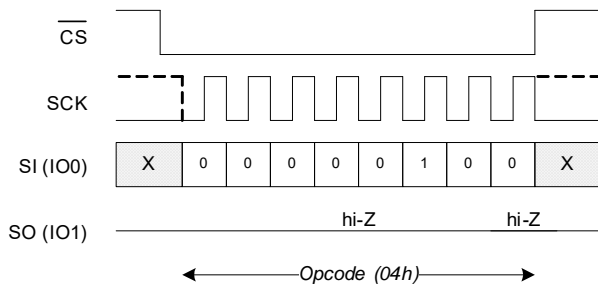 CS
SCK
SI (IO0) X 0 0 0 0 0 1 0 0 X
hi-Z hi-Z
SO (IO1)
Opcode (04h)